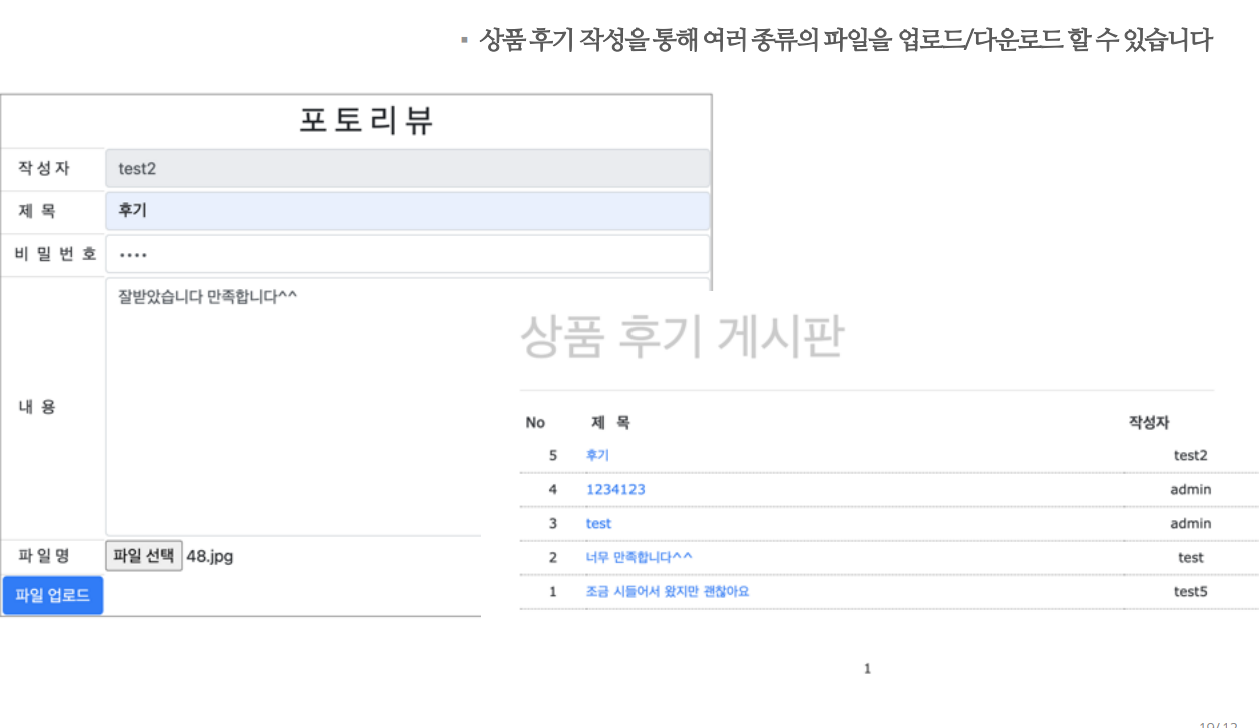 ▪ 상품 후기 작성을 통해 여러 종류의 파일을 업로드/다운로드 할 수 있습니다
포토리뷰
작성자 test2
제 목 후기
비 밀 번 호 ••••
내 용 잘받았습니다 만족합니다^^
파일명 파일 선택 48.jpg
파일 업로드
상품 후기 게시판
No 제 목 작성자
5 후기 test2
4 1234123 admin
3 test admin
2 너무 만족합니다^^ test
1 조금 시들어서 왔지만 괜찮아요 test5
1